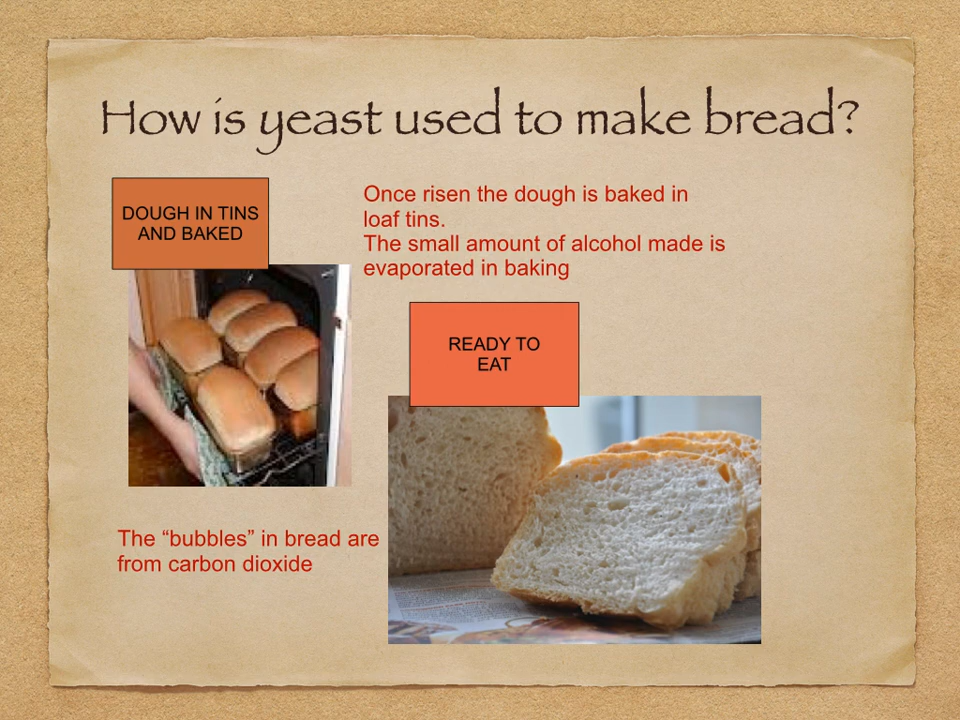 How is yeast used to make bread?
DOUGH IN TINS
AND BAKED
Once risen the dough is baked in
loaf tins.
The small amount of alcohol made is
evaporated in baking
READY TO
EAT
The “bubbles” in bread are
from carbon dioxide